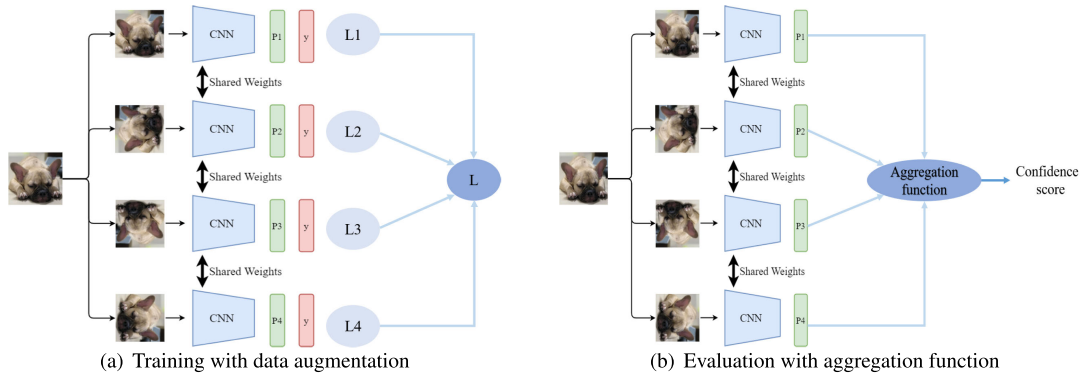 CNN P1 y L1
Shared Weights
CNN P2 y L2
L
Shared Weights
CNN P3 y L3
Shared Weights
CNN P4 y L4
(a) Training with data augmentation
CNN P1
Shared Weights
CNN P2
Aggregation
function
Confidence
score
Shared Weights
CNN P3
Shared Weights
CNN P4
(b) Evaluation with aggregation function